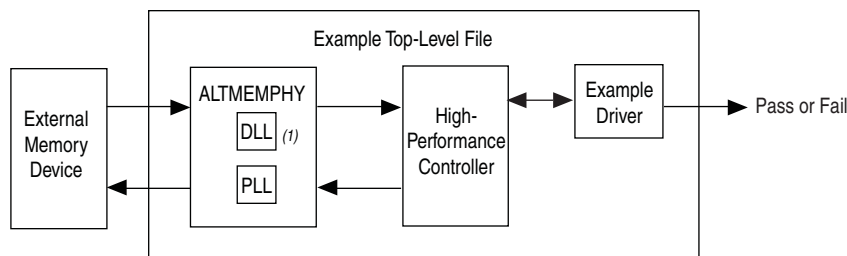 Example Top-Level File
External
Memory
Device
ALTMEMPHY
DLL (1)
PLL
High-
Performance
Controller
Example
Driver
Pass or Fail